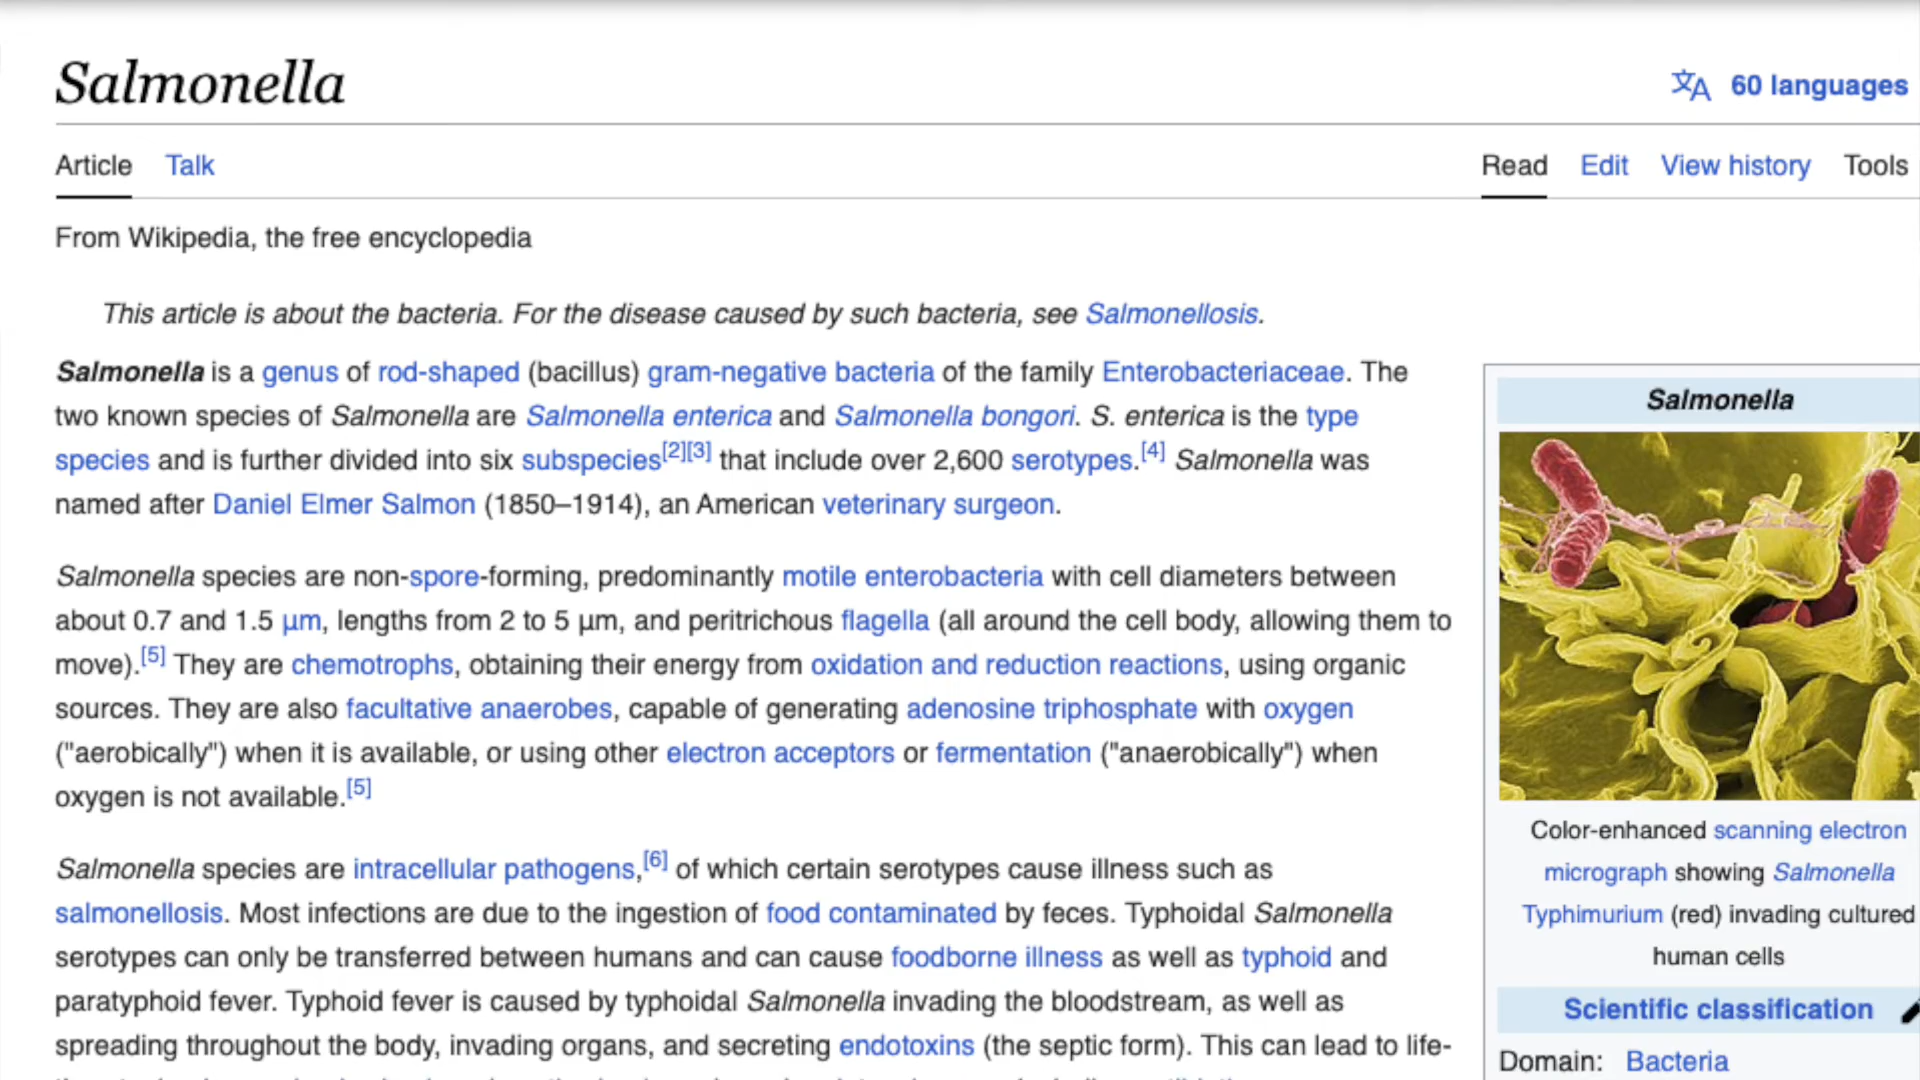 Salmonella
60 languages
Article Talk
Read Edit View history Tools
From Wikipedia, the free encyclopedia
This article is about the bacteria. For the disease caused by such bacteria, see Salmonellosis.
Salmonella is a genus of rod-shaped (bacillus) gram-negative bacteria of the family Enterobacteriaceae. The
two known species of Salmonella are Salmonella enterica and Salmonella bongori. S. enterica is the type
species and is further divided into six subspecies[2][3] that include over 2,600 serotypes.[4] Salmonella was
named after Daniel Elmer Salmon (1850–1914), an American veterinary surgeon.
Salmonella species are non-spore-forming, predominantly motile enterobacteria with cell diameters between
about 0.7 and 1.5 μm, lengths from 2 to 5 μm, and peritrichous flagella (all around the cell body, allowing them to
move).[5] They are chemotrophs, obtaining their energy from oxidation and reduction reactions, using organic
sources. They are also facultative anaerobes, capable of generating adenosine triphosphate with oxygen
("aerobically") when it is available, or using other electron acceptors or fermentation ("anaerobically") when
oxygen is not available.[5]
Salmonella species are intracellular pathogens,[6] of which certain serotypes cause illness such as
salmonellosis. Most infections are due to the ingestion of food contaminated by feces. Typhoidal Salmonella
serotypes can only be transferred between humans and can cause foodborne illness as well as typhoid and
paratyphoid fever. Typhoid fever is caused by typhoidal Salmonella invading the bloodstream, as well as
spreading throughout the body, invading organs, and secreting endotoxins (the septic form). This can lead to life-
Salmonella
Color-enhanced scanning electron
micrograph showing Salmonella
Typhimurium (red) invading cultured
human cells
Scientific classification
Domain: Bacteria